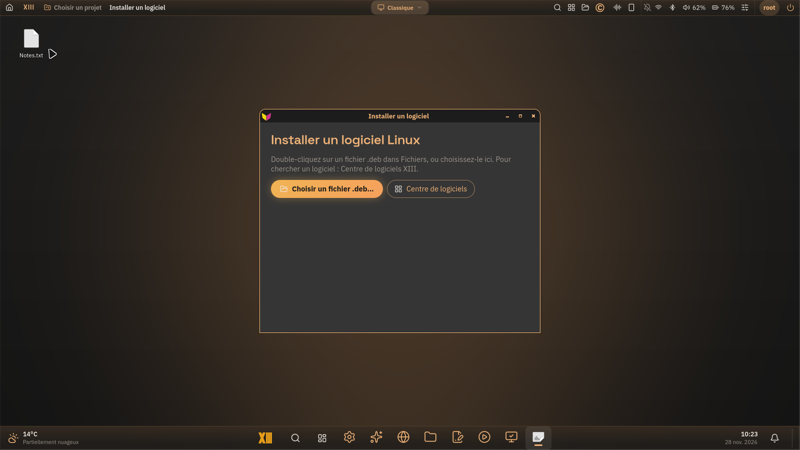 XIII Choisir un projet Installer un logiciel Classique 62% 76% root
Notes.txt
Installer un logiciel
Installer un logiciel Linux
Double-cliquez sur un fichier .deb dans Fichiers, ou choisissez-le ici. Pour
chercher un logiciel : Centre de logiciels XIII.
Choisir un fichier .deb... Centre de logiciels
14°C
Partiellement nuageux
XIII
10:23
28 nov. 2026